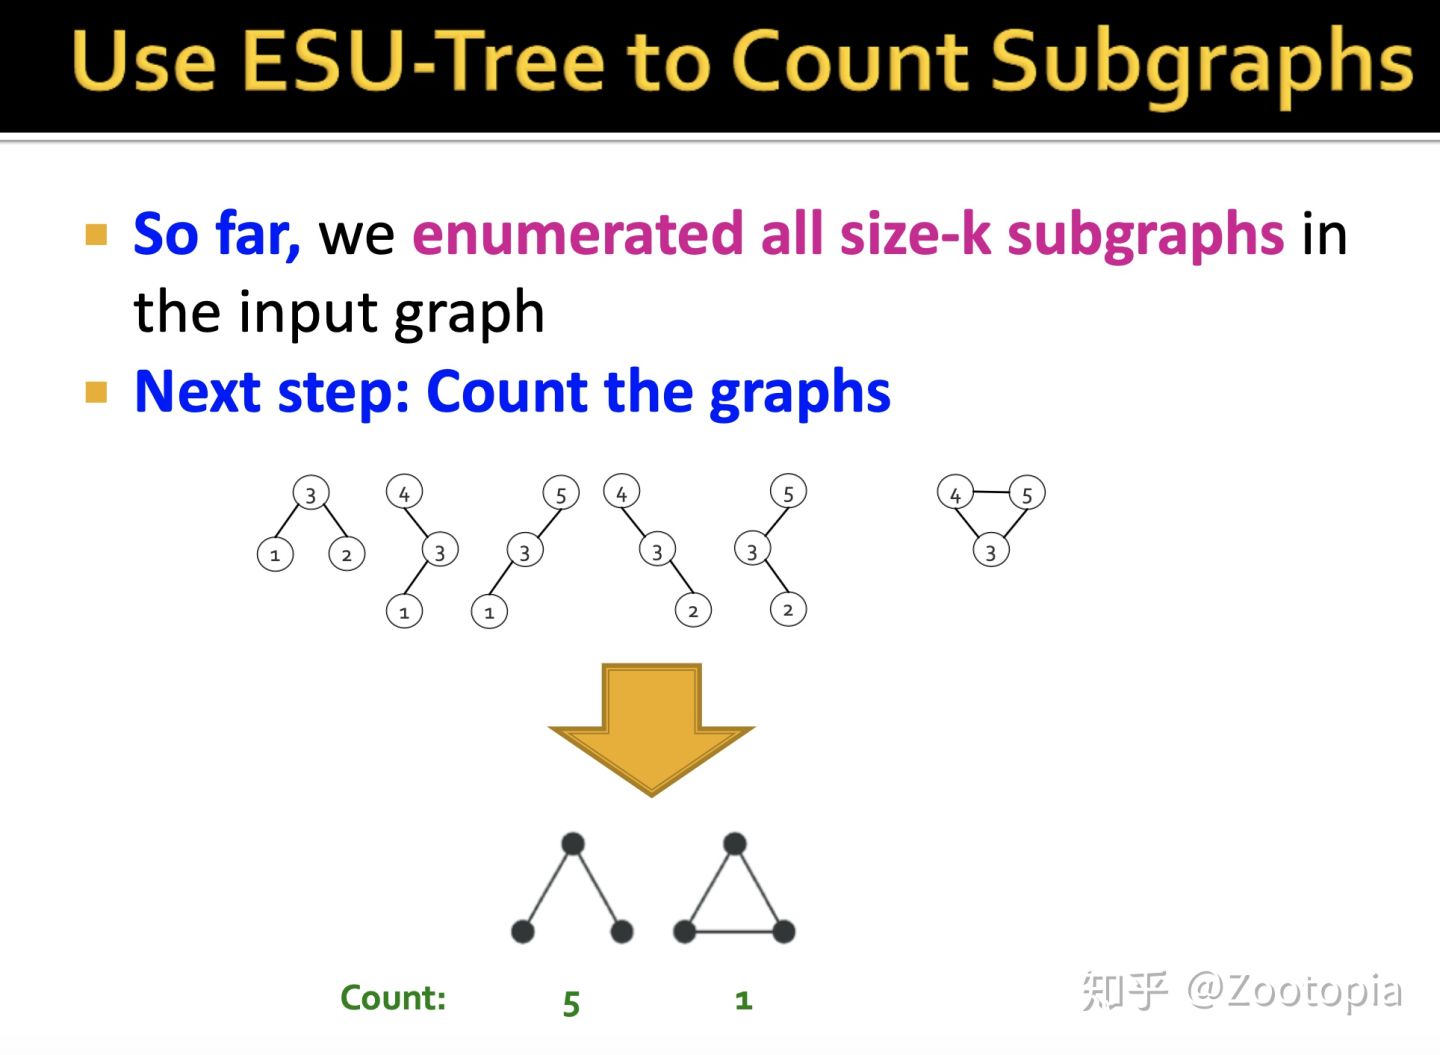 Use ESU-Tree to Count Subgraphs
So far, we enumerated all size-k subgraphs in
the input graph
Next step: Count the graphs
3 4 5 4 5 4 5
1 2 3 3 3 3 3
1 1 2 2
Count: 5 1
知乎 @Zootopia